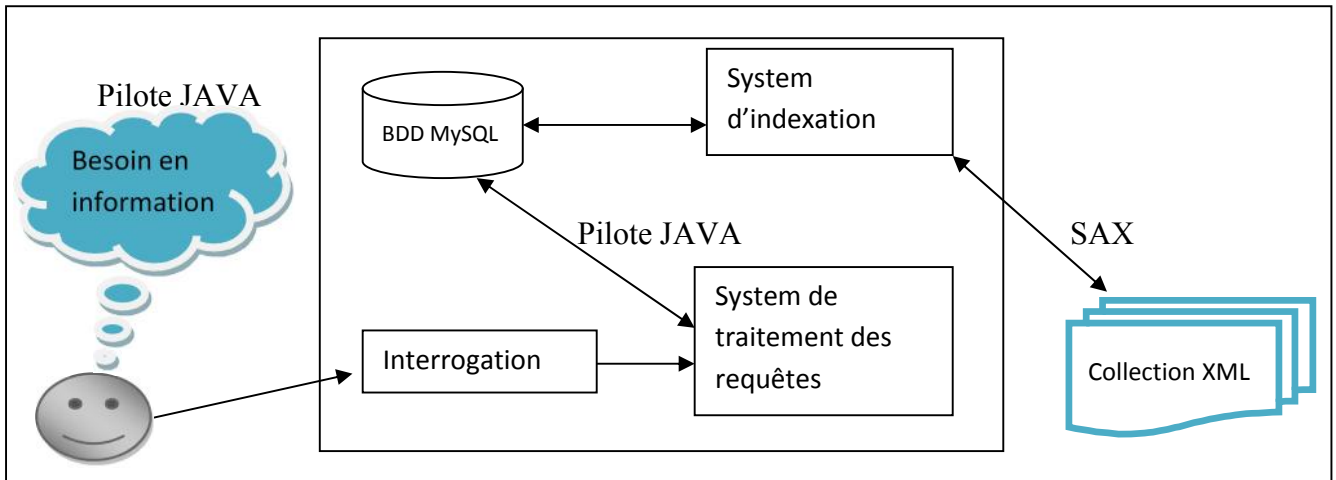 Pilote JAVA
Besoin en
information
BDD MySQL
System
d’indexation
Pilote JAVA
SAX
Interrogation
System de
traitement des
requêtes
Collection XML